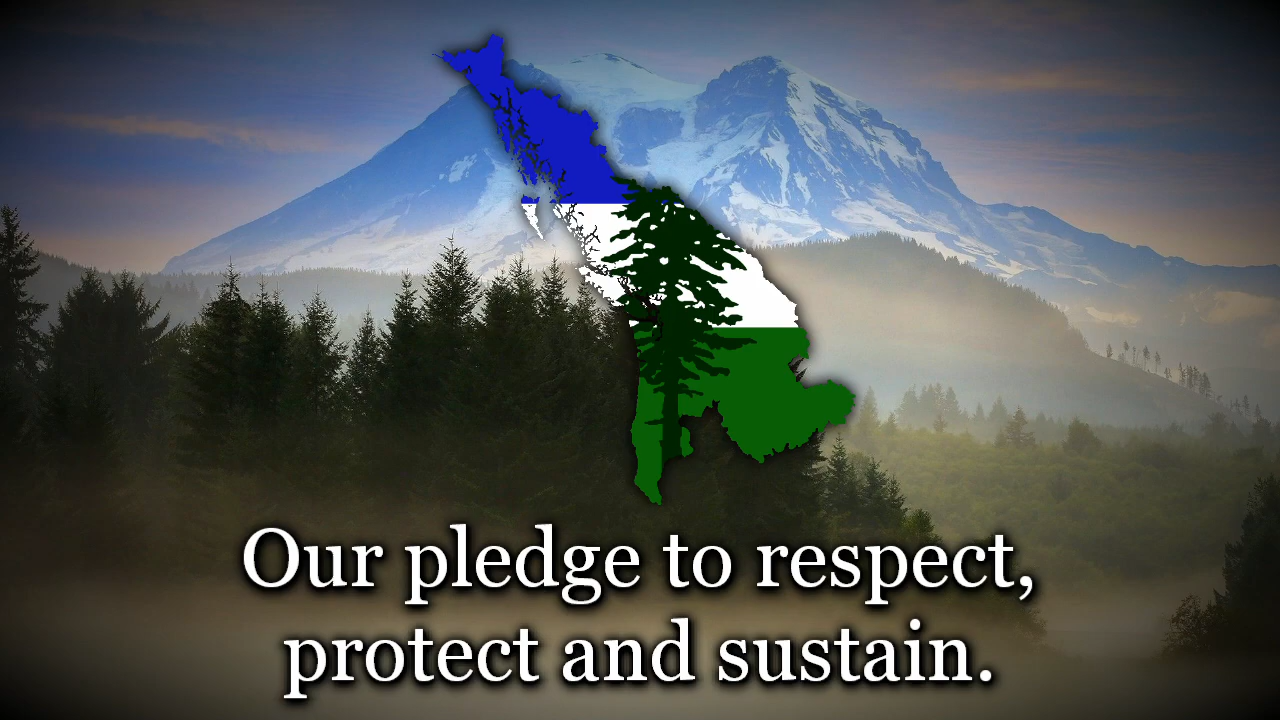 Our pledge to respect,
protect and sustain.